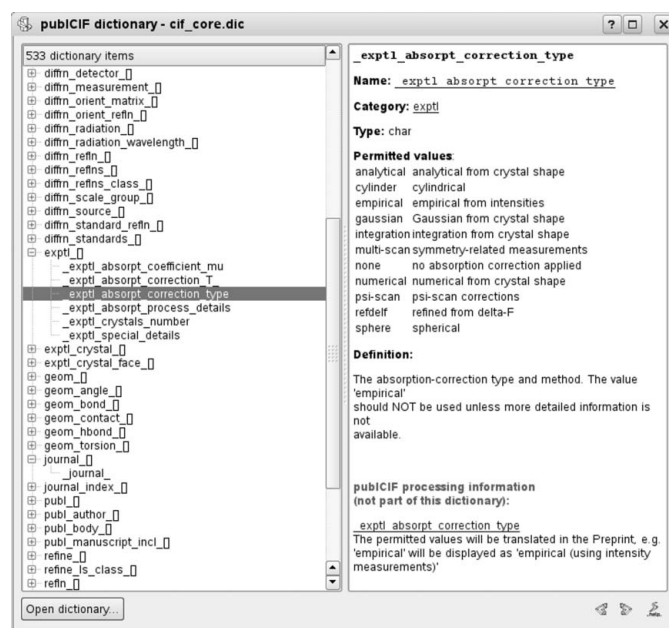 publCIF dictionary - cif_core.dic
533 dictionary items
diffrn_detector_[]
diffrn_measurement_[]
diffrn_orient_matrix_[]
diffrn_orient_refln_[]
diffrn_radiation_[]
diffrn_radiation_wavelength_[]
diffrn_refln_[]
diffrn_reflns_[]
diffrn_reflns_class_[]
diffrn_scale_group_[]
diffrn_source_[]
diffrn_standard_refln_[]
diffrn_standards_[]
exptl_[]
_exptl_absorpt_coefficient_mu
_exptl_absorpt_correction_T_
_exptl_absorpt_correction_type
_exptl_absorpt_process_details
_exptl_crystals_number
_exptl_special_details
exptl_crystal_[]
exptl_crystal_face_[]
geom_[]
geom_angle_[]
geom_bond_[]
geom_contact_[]
geom_hbond_[]
geom_torsion_[]
journal_[]
_journal_
journal_index_[]
publ_[]
publ_author_[]
publ_body_[]
publ_manuscript_incl_[]
refine_[]
refine_ls_class_[]
refln_[]
Open dictionary...
_exptl_absorpt_correction_type
Name: _exptl_absorpt_correction_type
Category: exptl
Type: char
Permitted values:
analytical analytical from crystal shape
cylinder cylindrical
empirical empirical from intensities
gaussian Gaussian from crystal shape
integration integration from crystal shape
multi-scan symmetry-related measurements
none no absorption correction applied
numerical numerical from crystal shape
psi-scan psi-scan corrections
refdelf refined from delta-F
sphere spherical
Definition:
The absorption-correction type and method. The value
'empirical'
should NOT be used unless more detailed information is
not
available.
publCIF processing information
(not part of this dictionary):
_exptl_absorpt_correction_type
The permitted values will be translated in the Preprint, e.g.
'empirical' will be displayed as 'empirical (using intensity
measurements)'